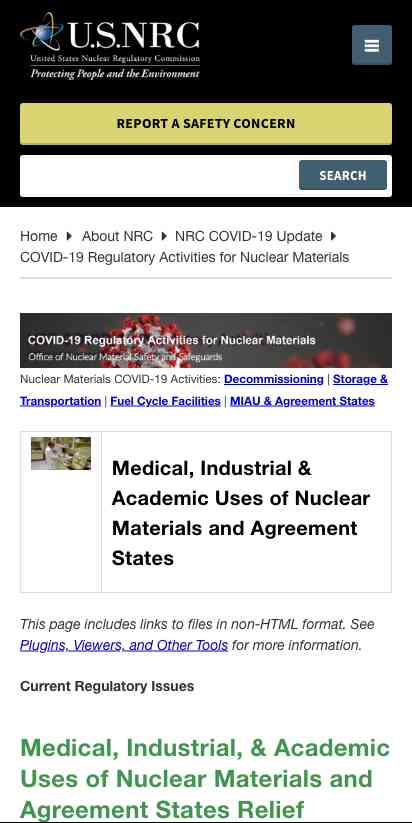 U.S.NRC
United States Nuclear Regulatory Commission
Protecting People and the Environment
REPORT A SAFETY CONCERN
SEARCH
Home About NRC NRC COVID-19 Update
COVID-19 Regulatory Activities for Nuclear Materials
COVID-19 Regulatory Activities for Nuclear Materials
Office of Nuclear Material Safety and Safeguards
Nuclear Materials COVID-19 Activities: Decommissioning | Storage &
Transportation | Fuel Cycle Facilities | MIAU & Agreement States
Medical, Industrial &
Academic Uses of Nuclear
Materials and Agreement
States
This page includes links to files in non-HTML format. See
Plugins, Viewers, and Other Tools for more information.
Current Regulatory Issues
Medical, Industrial, & Academic
Uses of Nuclear Materials and
Agreement States Relief